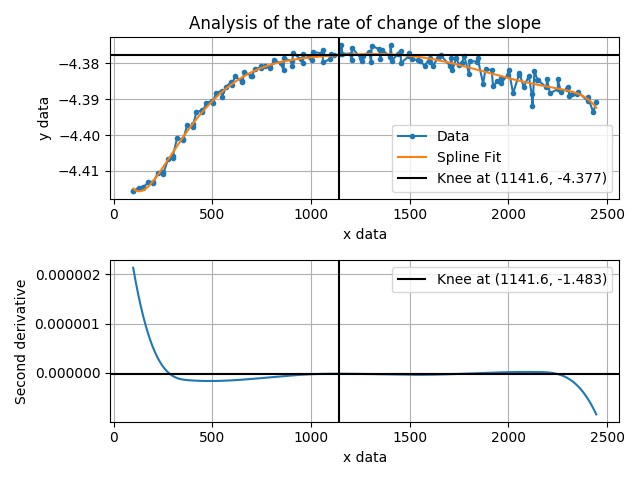 Analysis of the rate of change of the slope
−4.38
−4.39
−4.40
−4.41
y data
Data
Spline Fit
Knee at (1141.6, -4.377)
0
500
1000
1500
2000
2500
x data
0.000002
0.000001
0.000000
Second derivative
Knee at (1141.6, -1.483)
0
500
1000
1500
2000
2500
x data